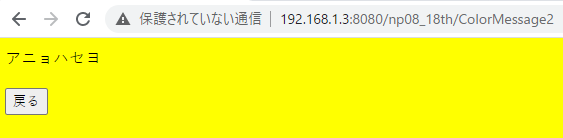 保護されていない通信 | 192.168.1.3:8080/np08_18th/ColorMessage2
アニョハセヨ
戻る